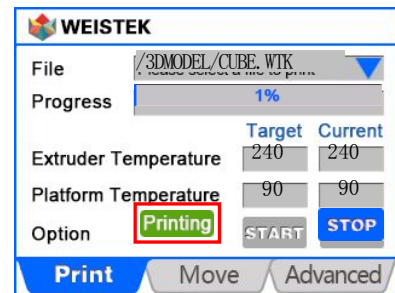 WEISTEK
File /3DMODEL/CUBE.WTK
Progress 1%
Target Current
Extruder Temperature 240 240
Platform Temperature 90 90
Option Printing START STOP
Print Move Advanced